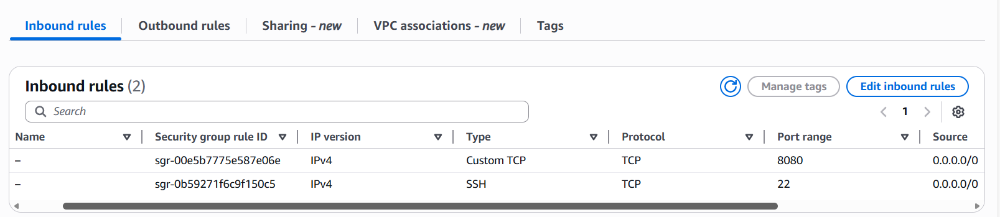 Inbound rules Outbound rules Sharing - new VPC associations - new Tags
Inbound rules (2) Manage tags Edit inbound rules
Search 1
Name Security group rule ID IP version Type Protocol Port range Source
– sgr-00e5b7775e587e06e IPv4 Custom TCP TCP 8080 0.0.0.0/0
– sgr-0b59271f6c9f150c5 IPv4 SSH TCP 22 0.0.0.0/0